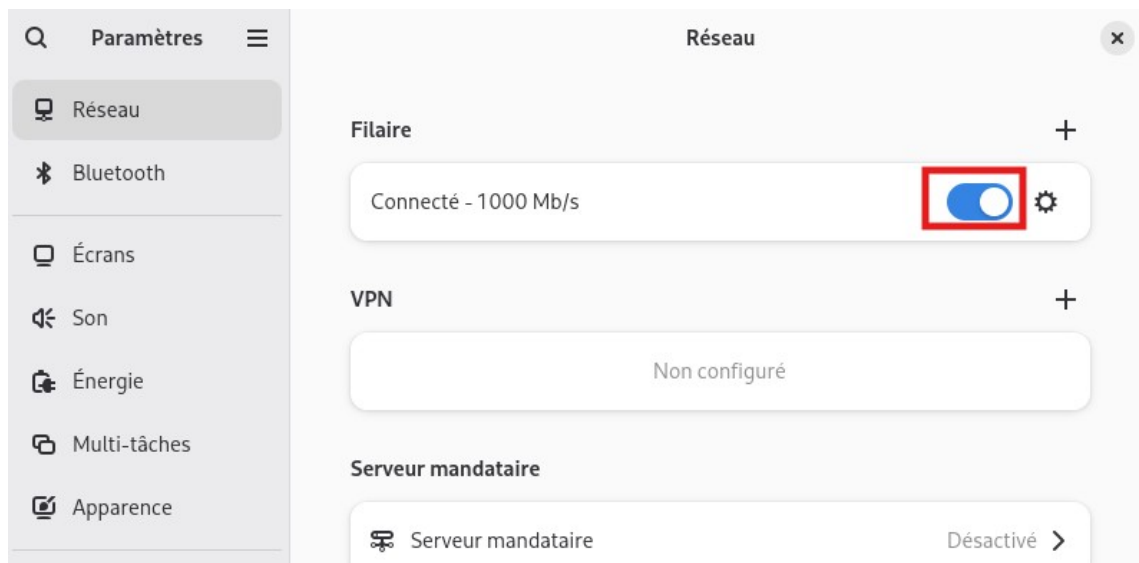 Paramètres
Réseau
Bluetooth
Écrans
Son
Énergie
Multi-tâches
Apparence
Réseau
Filaire
Connecté - 1000 Mb/s
VPN
Non configuré
Serveur mandataire
Serveur mandataire
Désactivé